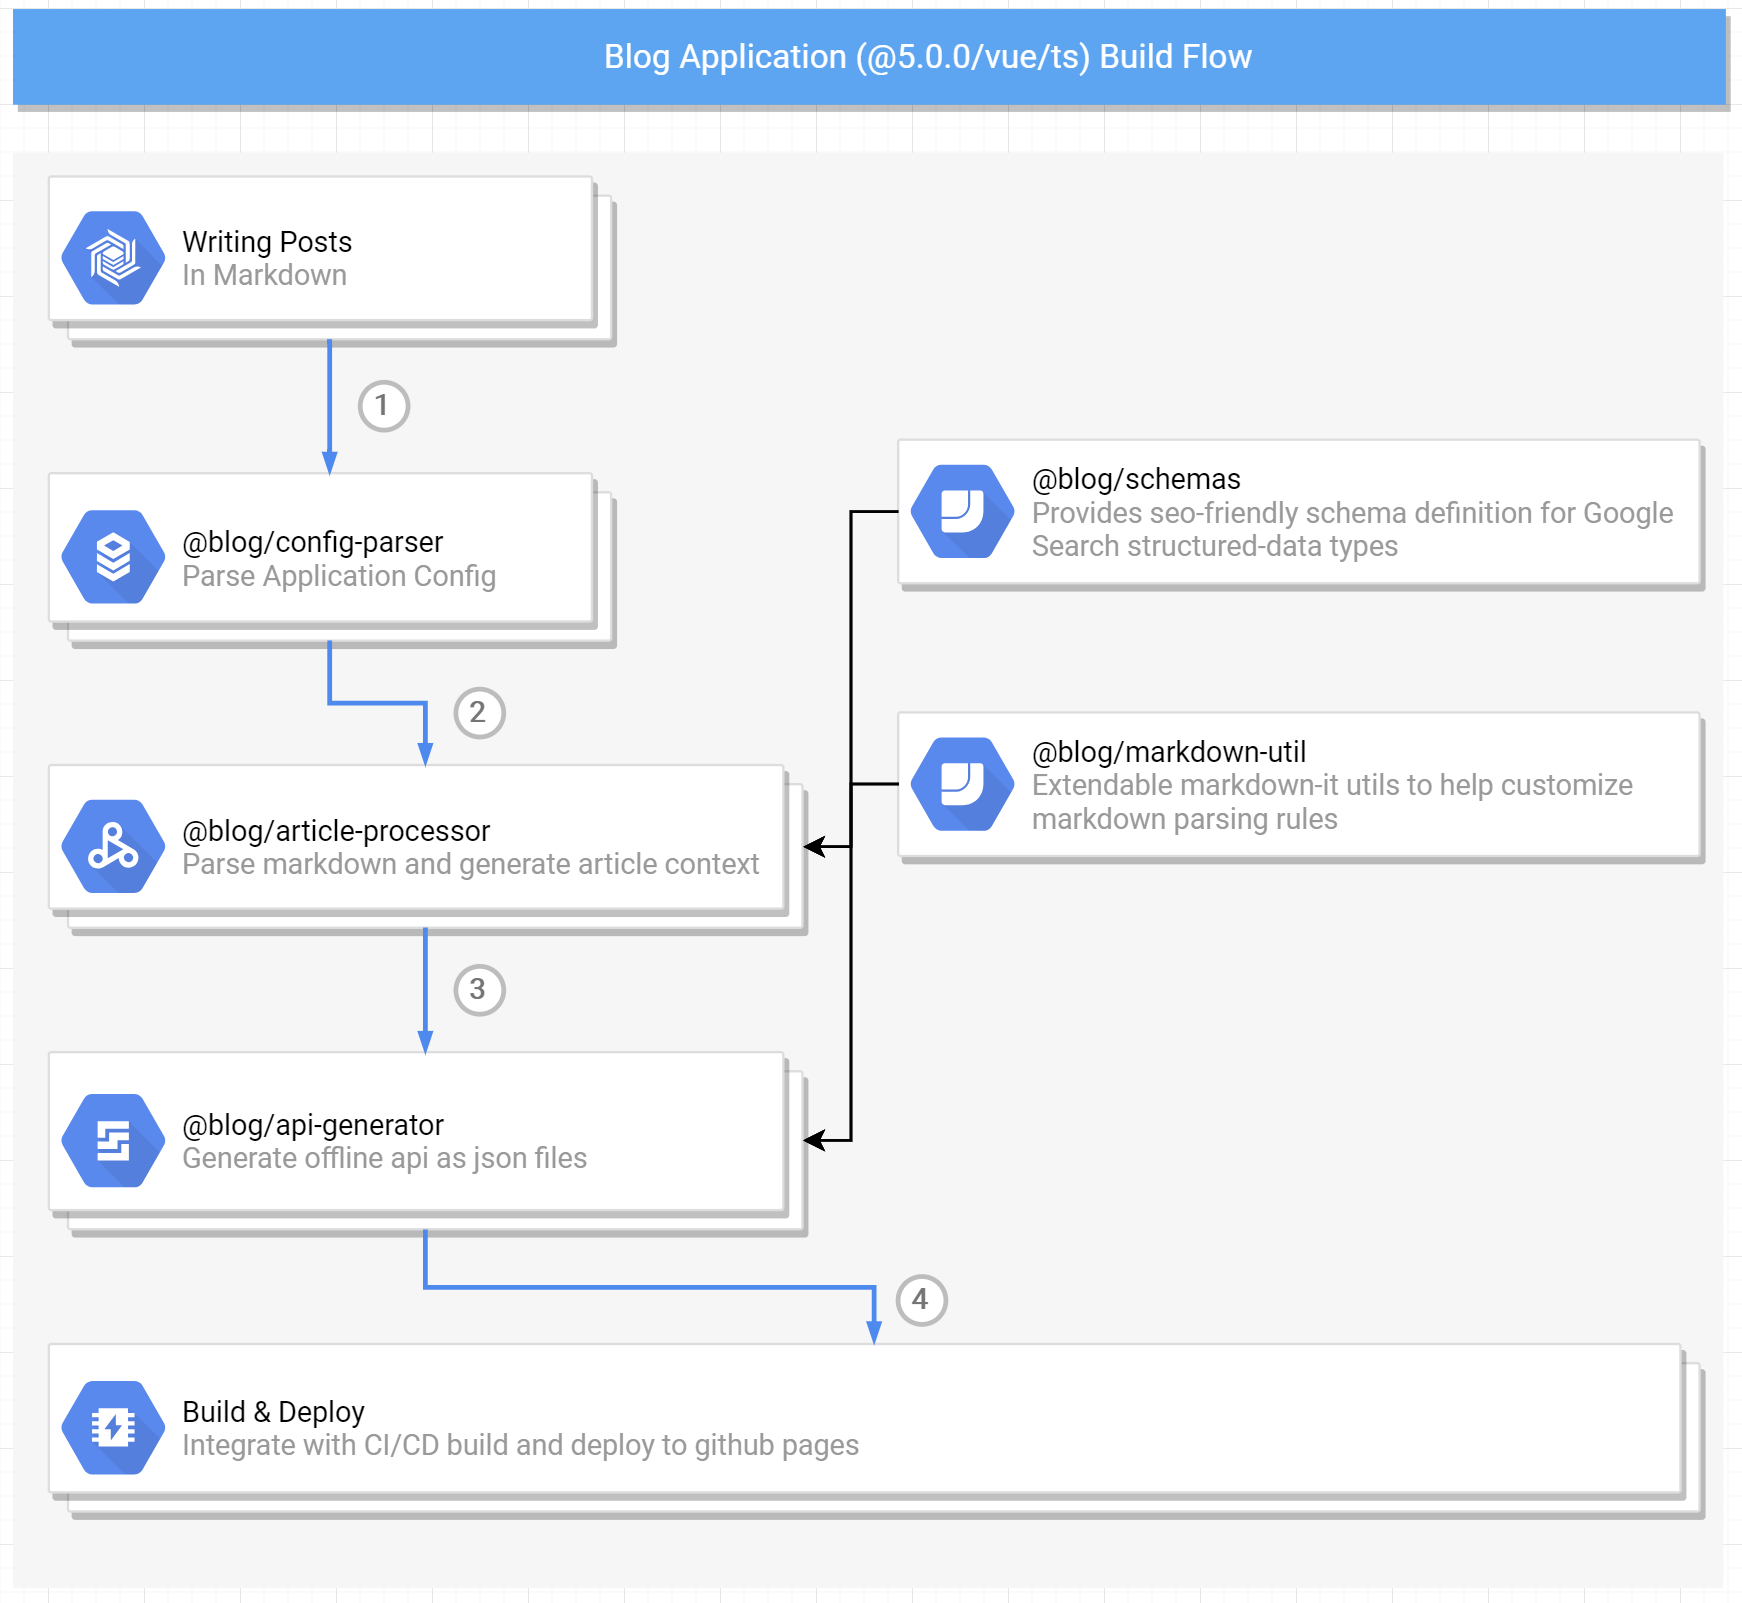 Blog Application (@5.0.0/vue/ts) Build Flow
Writing Posts
In Markdown
1
@blog/config-parser
Parse Application Config
@blog/schemas
Provides seo-friendly schema definition for Google
Search structured-data types
2
@blog/markdown-util
Extendable markdown-it utils to help customize
markdown parsing rules
@blog/article-processor
Parse markdown and generate article context
3
@blog/api-generator
Generate offline api as json files
4
Build & Deploy
Integrate with CI/CD build and deploy to github pages